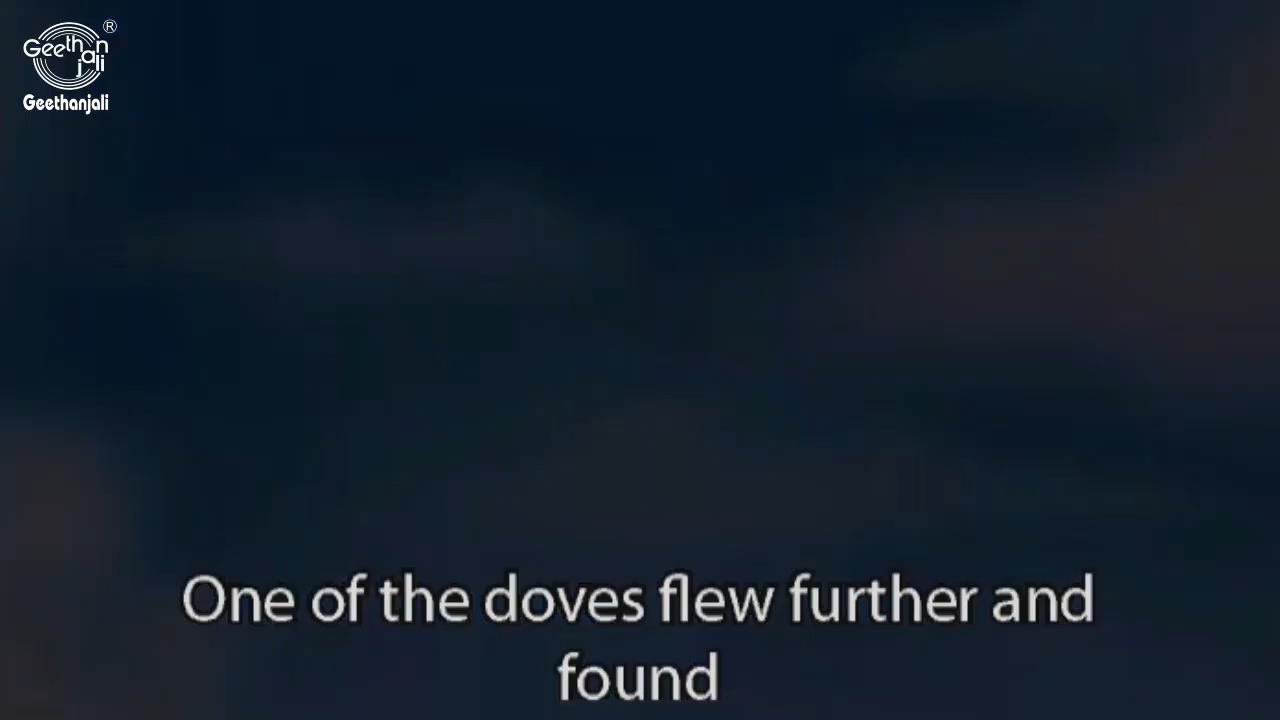 Geethanjali ®
Geethanjali
One of the doves flew further and
found